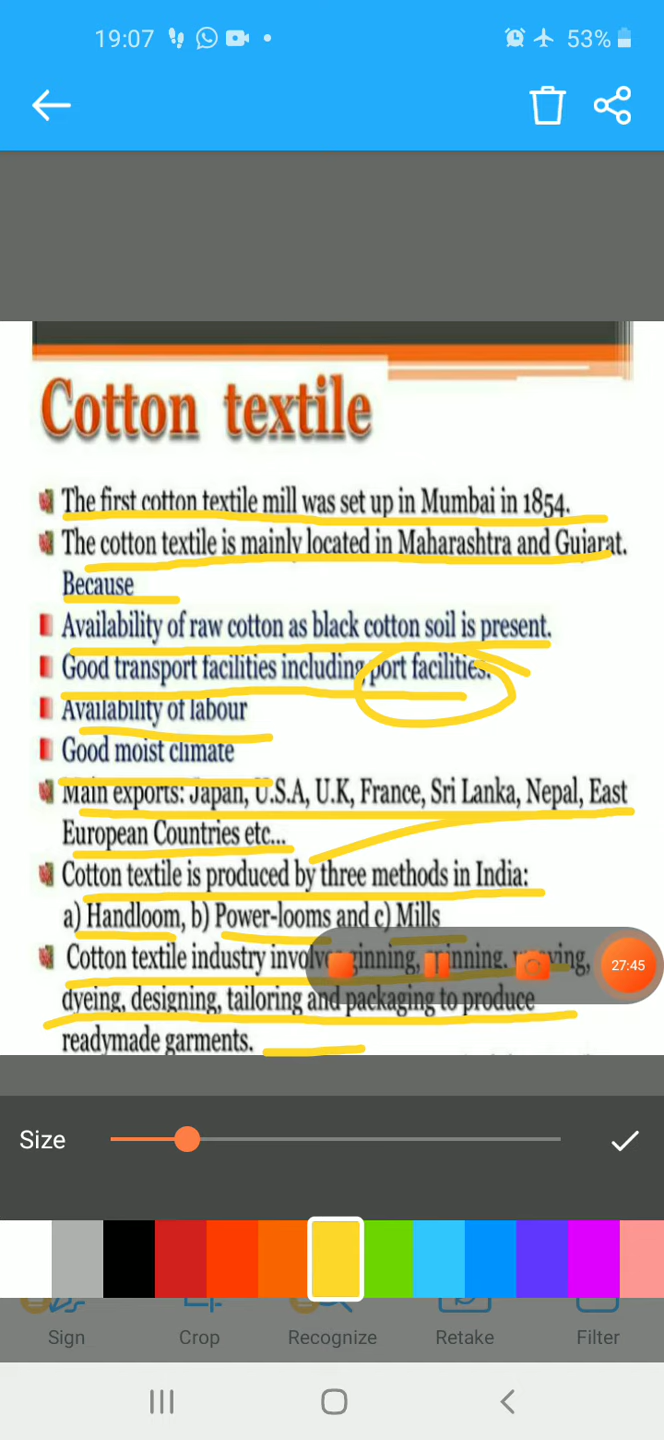 19:07
53%
Cotton textile
The first cotton textile mill was set up in Mumbai in 1854.
The cotton textile is mainly located in Maharashtra and Gujarat.
Because
Availability of raw cotton as black cotton soil is present.
Good transport facilities including port facilities.
Availability of labour
Good moist climate
Main exports: Japan, U.S.A, U.K, France, Sri Lanka, Nepal, East
European Countries etc...
Cotton textile is produced by three methods in India:
a) Handloom, b) Power-looms and c) Mills
Cotton textile industry involves ginning,
27:45
dyeing, designing, tailoring and packaging to produce
readymade garments.
Size
Sign
Crop
Recognize
Retake
Filter